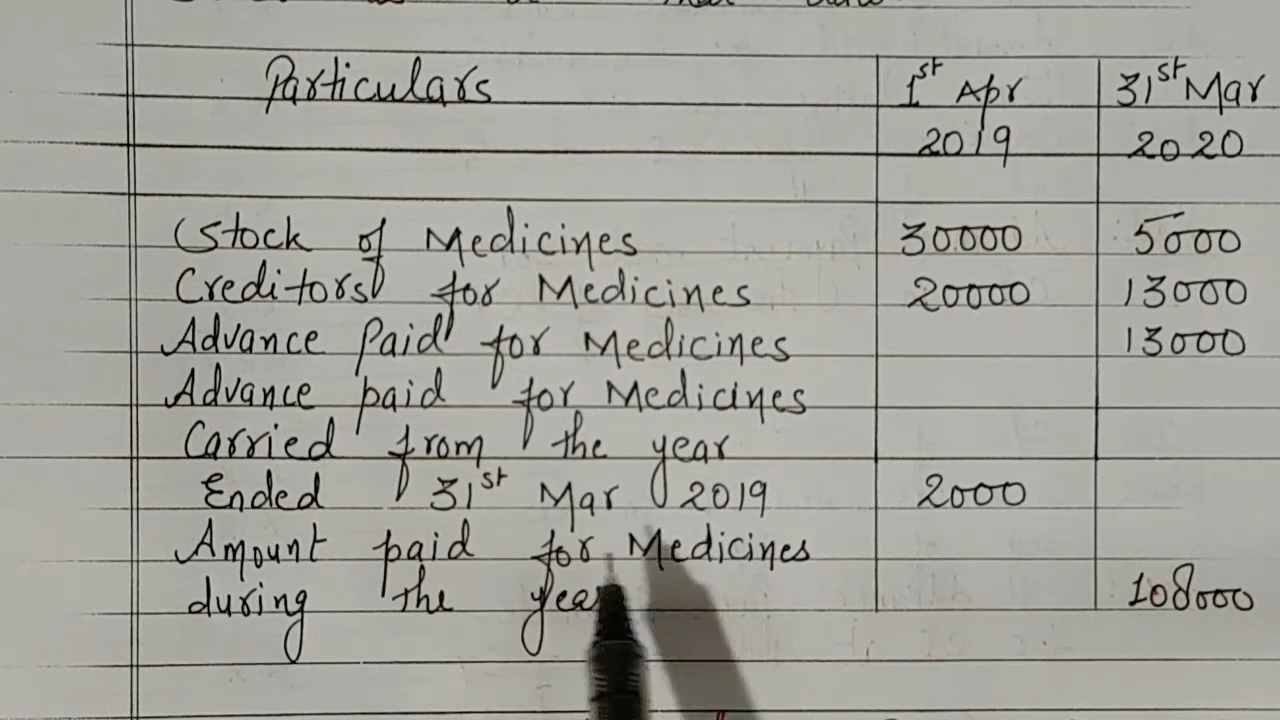 Particulars 1st Apr 31st Mar
2019 2020
Stock of Medicines 30000 5000
Creditors for Medicines 20000 13000
Advance Paid for Medicines 13000
Advance paid for Medicines
Carried from the year
Ended 31st Mar 2019 2000
Amount paid for Medicines
during the year 108000